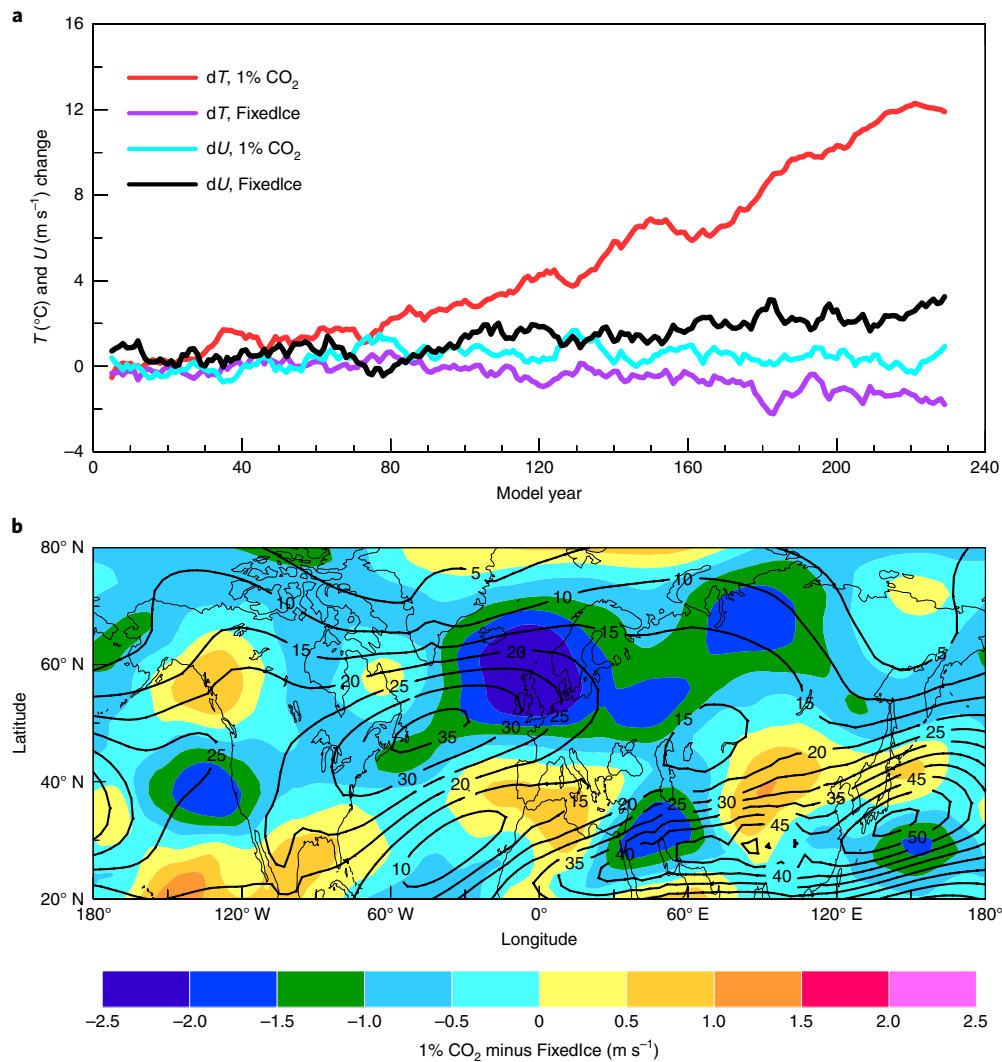 a
16
12
8
4
0
−4
T (°C) and U (m s⁻¹) change
dT, 1% CO₂
dT, FixedIce
dU, 1% CO₂
dU, FixedIce
0 40 80 120 160 200 240
Model year
b
80° N
60° N
40° N
20° N
Latitude
5
10
10
5
15
15
20
20
25
25
15
15
30
35
25
30
20
15
10
20
25
35
40
20
25
30
35
45
45
40
50
180° 120° W 60° W 0° 60° E 120° E 180°
Longitude
−2.5 −2.0 −1.5 −1.0 −0.5 0 0.5 1.0 1.5 2.0 2.5
1% CO₂ minus FixedIce (m s⁻¹)